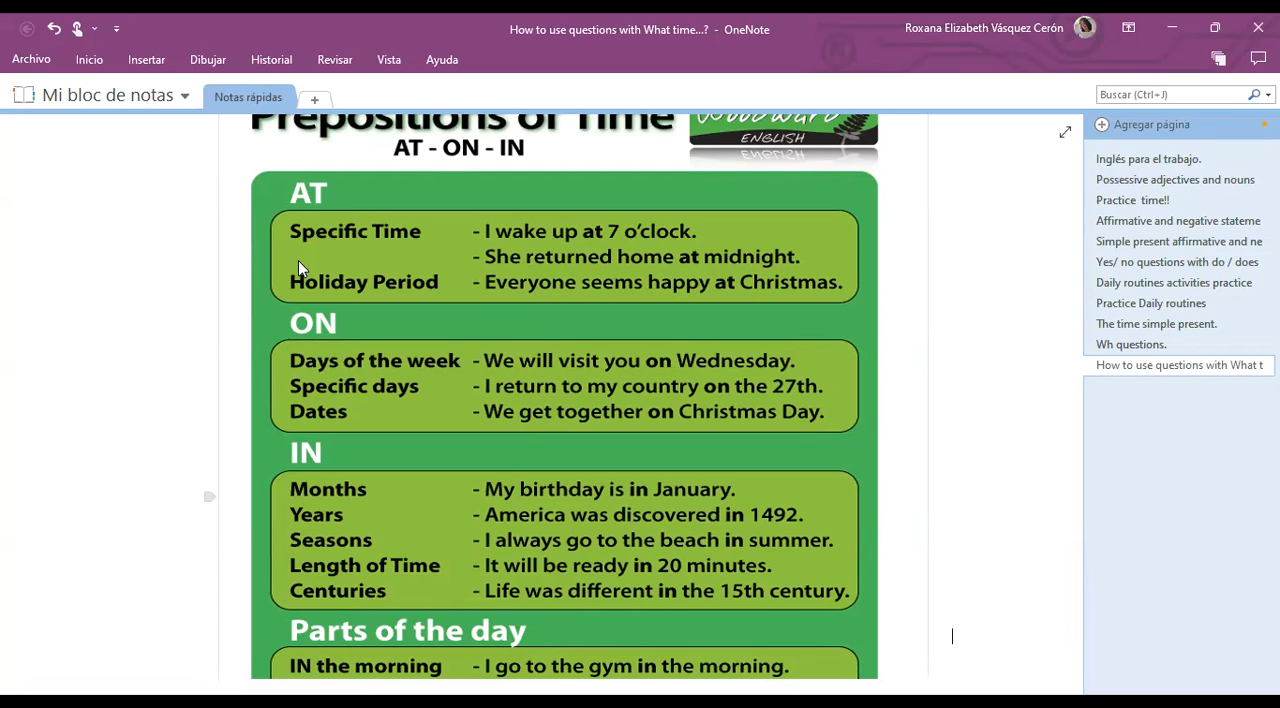 How to use questions with What time...? - OneNote
Roxana Elizabeth Vásquez Cerón
Archivo Inicio Insertar Dibujar Historial Revisar Vista Ayuda
Mi bloc de notas
Notas rápidas
Buscar (Ctrl+J)
Prepositions of Time
AT - ON - IN
Woodward
ENGLISH
AT
Specific Time - I wake up at 7 o’clock.
- She returned home at midnight.
Holiday Period - Everyone seems happy at Christmas.
ON
Days of the week - We will visit you on Wednesday.
Specific days - I return to my country on the 27th.
Dates - We get together on Christmas Day.
IN
Months - My birthday is in January.
Years - America was discovered in 1492.
Seasons - I always go to the beach in summer.
Length of Time - It will be ready in 20 minutes.
Centuries - Life was different in the 15th century.
Parts of the day
IN the morning - I go to the gym in the morning.
Agregar página
Inglés para el trabajo.
Possessive adjectives and nouns
Practice time!!
Affirmative and negative stateme
Simple present affirmative and ne
Yes/ no questions with do / does
Daily routines activities practice
Practice Daily routines
The time simple present.
Wh questions.
How to use questions with What t